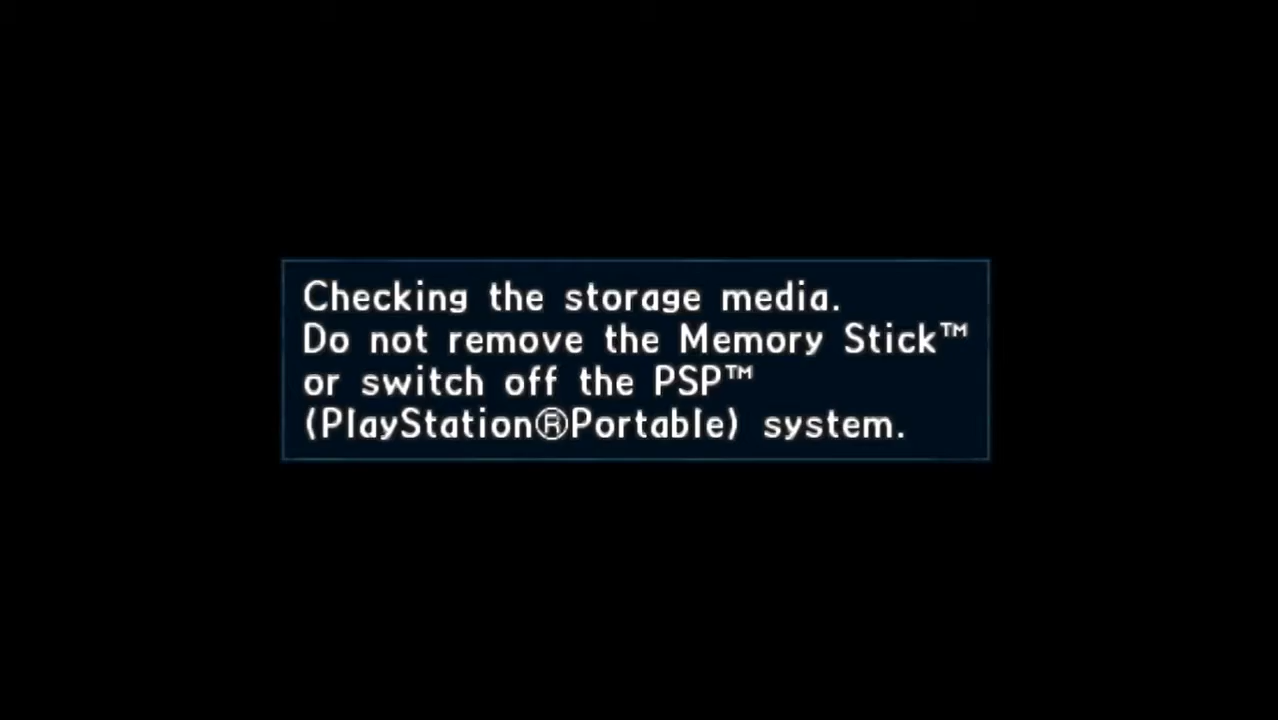 Checking the storage media.
Do not remove the Memory Stick™
or switch off the PSP™
(PlayStation®Portable) system.